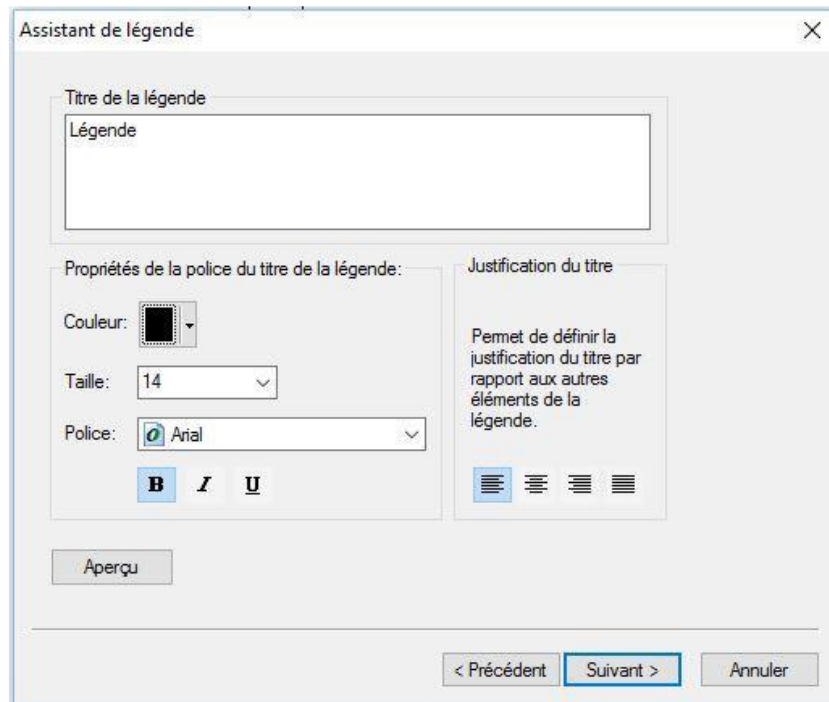 Assistant de légende
Titre de la légende
Légende
Propriétés de la police du titre de la légende:
Couleur:
Taille:
14
Police:
Arial
B I U
Justification du titre
Permet de définir la
justification du titre par
rapport aux autres
éléments de la
légende.
Aperçu
< Précédent
Suivant >
Annuler